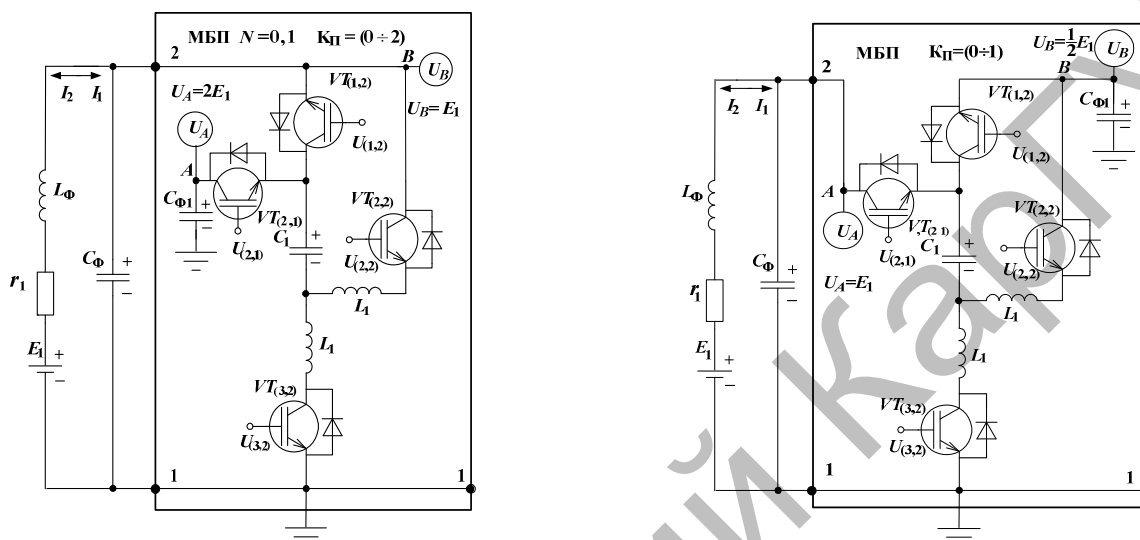 МБП N=0,1 КП=(0÷2)
2
B
UB
I2 I1
VT(1,2)
UA=2E1
UB=E1
UA
U(1,2)
A
LФ
CФ1
+
VT(2,2)
VT(2,1)
U(2,1)
C1
+
−
U(2,2)
CФ
+
−
r1
L1
L1
E1
+
−
VT(3,2)
U(3,2)
1
1
МБП КП=(0÷1)
UB=1/2E1
UB
2
B
I2 I1
VT(1,2)
CФ1
+
U(1,2)
LФ
A
VT(2,2)
UA
V,T(2 1)
U(2,1)
C1
+
−
U(2,2)
CФ
+
−
UA=E1
r1
L1
L1
E1
+
−
VT(3,2)
U(3,2)
1
1
ий КарГ